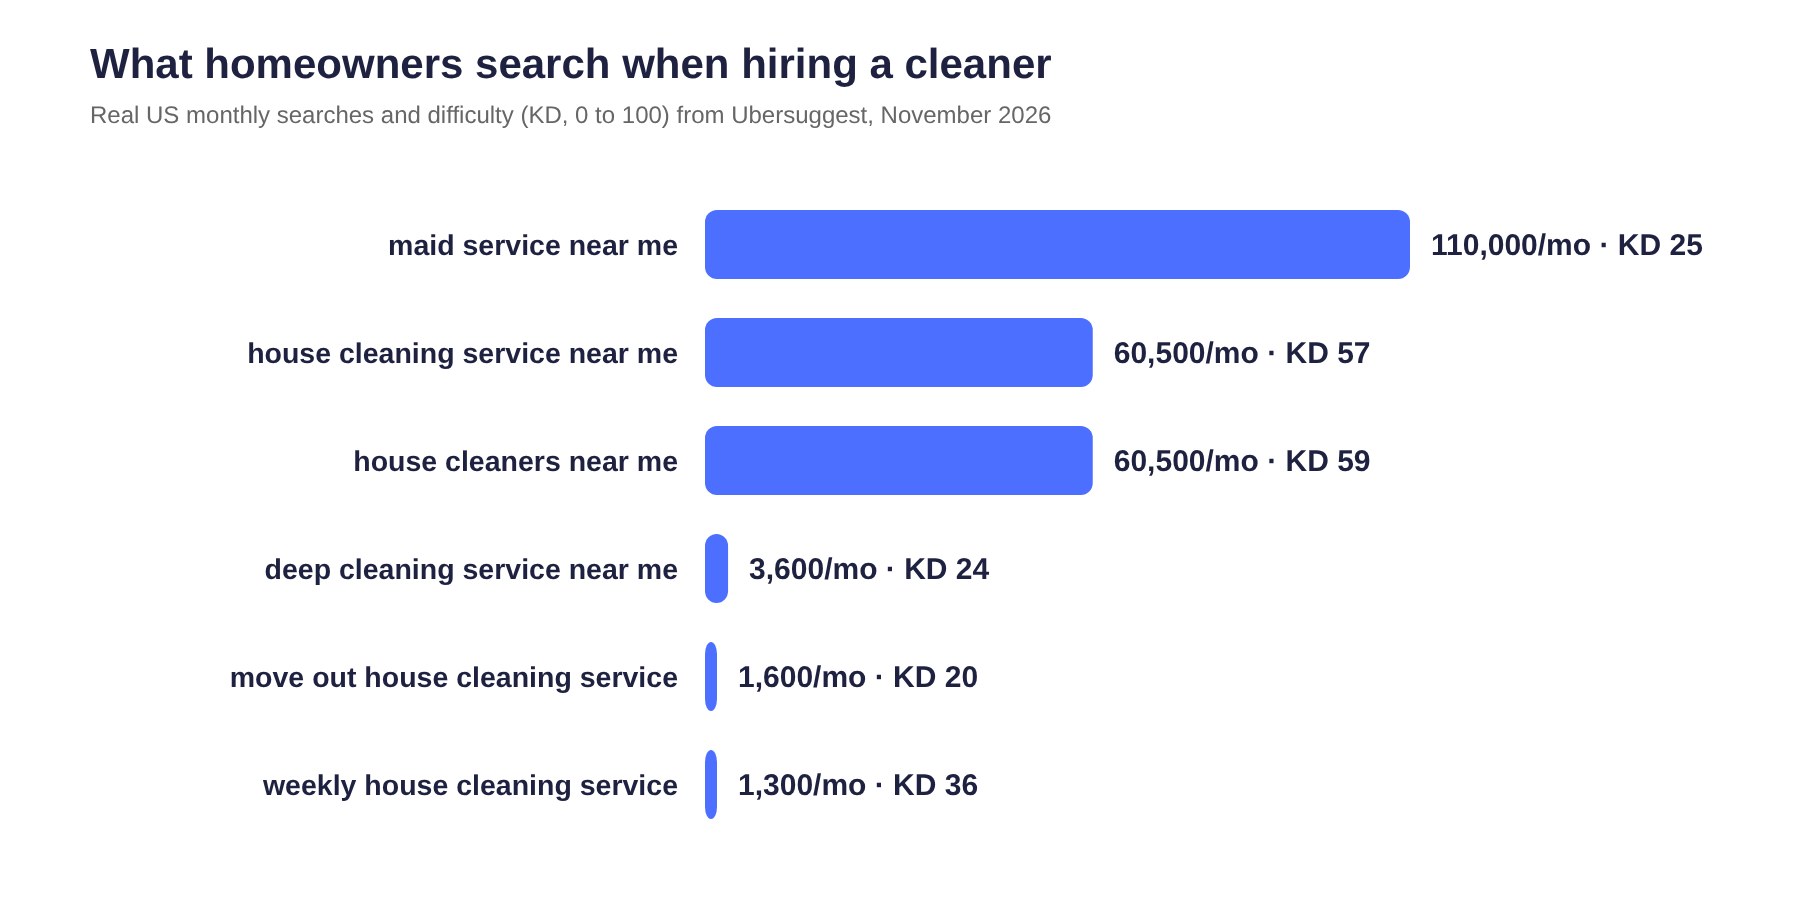 What homeowners search when hiring a cleaner
Real US monthly searches and difficulty (KD, 0 to 100) from Ubersuggest, November 2026
maid service near me 110,000/mo · KD 25
house cleaning service near me 60,500/mo · KD 57
house cleaners near me 60,500/mo · KD 59
deep cleaning service near me 3,600/mo · KD 24
move out house cleaning service 1,600/mo · KD 20
weekly house cleaning service 1,300/mo · KD 36